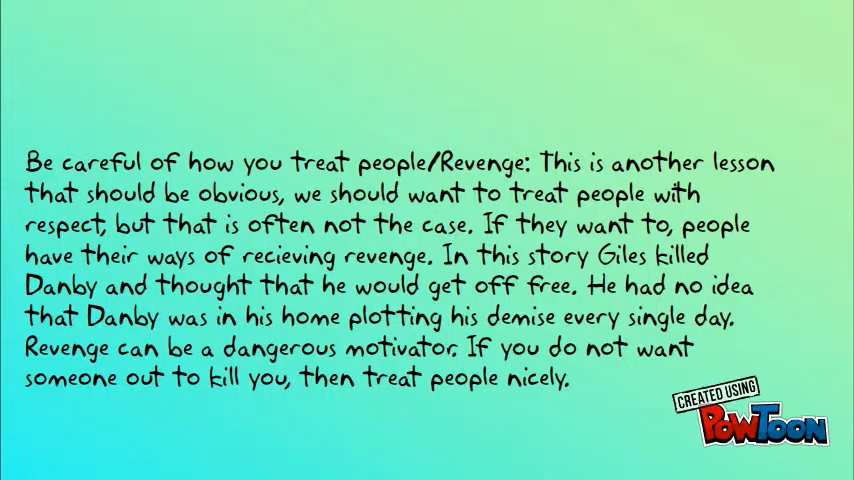 Be careful of how you treat people/Revenge: This is another lesson
that should be obvious, we should want to treat people with
respect, but that is often not the case. If they want to, people
have their ways of recieving revenge. In this story Giles killed
Danby and thought that he would get off free. He had no idea
that Danby was in his home plotting his demise every single day.
Revenge can be a dangerous motivator. If you do not want
someone out to kill you, then treat people nicely.
CREATED USING
POWTOON